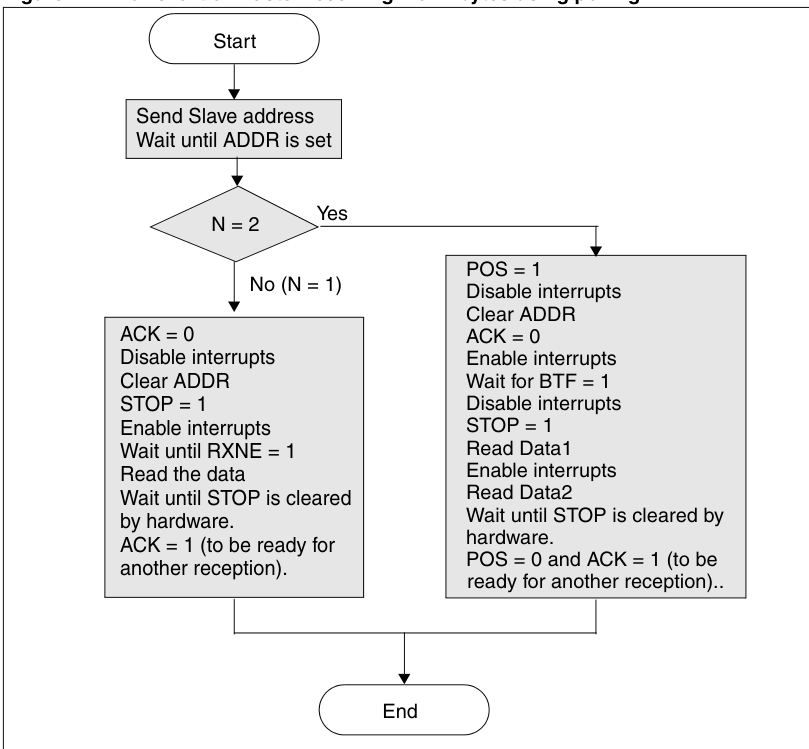 Start
Send Slave address
Wait until ADDR is set
N = 2
Yes
No (N = 1)
ACK = 0
Disable interrupts
Clear ADDR
STOP = 1
Enable interrupts
Wait until RXNE = 1
Read the data
Wait until STOP is cleared
by hardware.
ACK = 1 (to be ready for
another reception).
POS = 1
Disable interrupts
Clear ADDR
ACK = 0
Enable interrupts
Wait for BTF = 1
Disable interrupts
STOP = 1
Read Data1
Enable interrupts
Read Data2
Wait until STOP is cleared by
hardware.
POS = 0 and ACK = 1 (to be
ready for another reception)..
End